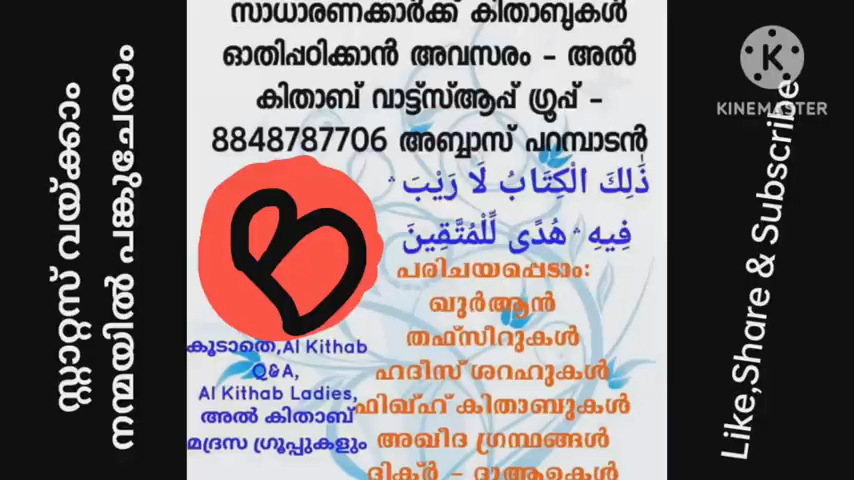 സാധാരണക്കാർക്ക് കിതാബുകൾ
ഓതിപ്പഠിക്കാൻ അവസരം - അൽ
കിതാബ് വാട്ട്സ്ആപ്പ് ഗ്രൂപ്പ് -
8848787706 അബ്ബാസ് പറമ്പാടൻ
ذَٰلِكَ الْكِتَابُ لَا رَيْبَ ۛ
فِيهِ ۛ هُدًى لِّلْمُتَّقِينَ
B
പരിചയപ്പെടാം:
ഖുർആൻ
തഫ്സീറുകൾ
ഹദീസ് ശറഹുകൾ
ഫിഖ്ഹ് കിതാബുകൾ
അഖീദ ഗ്രന്ഥങ്ങൾ
ദിക്ർ - ദുആളകൾ
കൂടാതെ,Al Kithab
Q&A,
Al Kithab Ladies,
അൽ കിതാബ്
മദ്രസ ഗ്രൂപ്പുകളും
സ്റ്റാറ്റസ് വയ്ക്കാം
നന്മയിൽ പങ്കുചേരാം
Like,Share & Subscribe
K
KINEMASTER